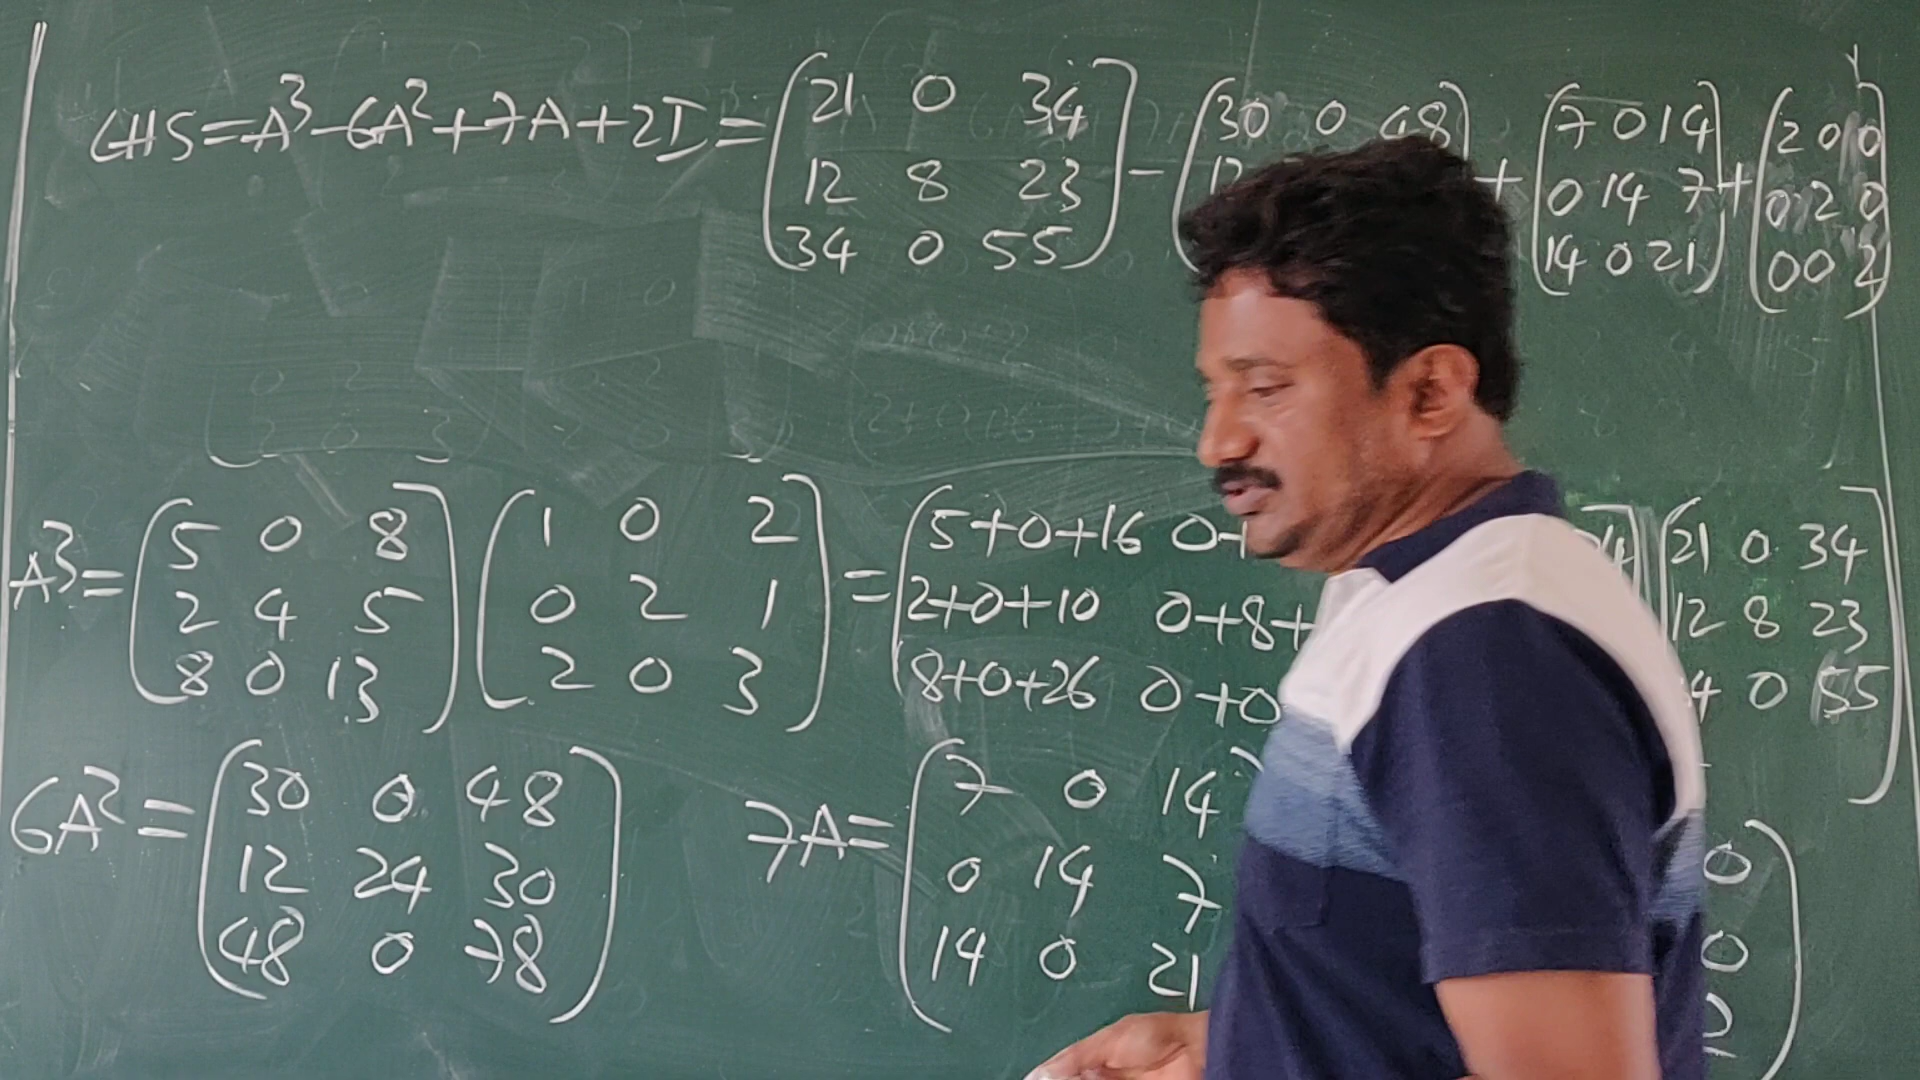 LHS=A³-6A²+7A+2I= [21 0 34] - [30 0 48] + [7 0 14] + [2 0 0]
[12 8 23] [12 [0 14 7] [0 2 0]
[34 0 55] [14 0 21] [0 0 2]
A³= [5 0 8] [1 0 2] = [5+0+16 0+ [21 0 34]
[2 4 5] [0 2 1] [2+0+10 0+8+ [12 8 23]
[8 0 13] [2 0 3] [8+0+26 0+0 4 0 55]
6A²= [30 0 48] 7A= [7 0 14]
[12 24 30] [0 14 7 0]
[48 0 78] [14 0 21 0]